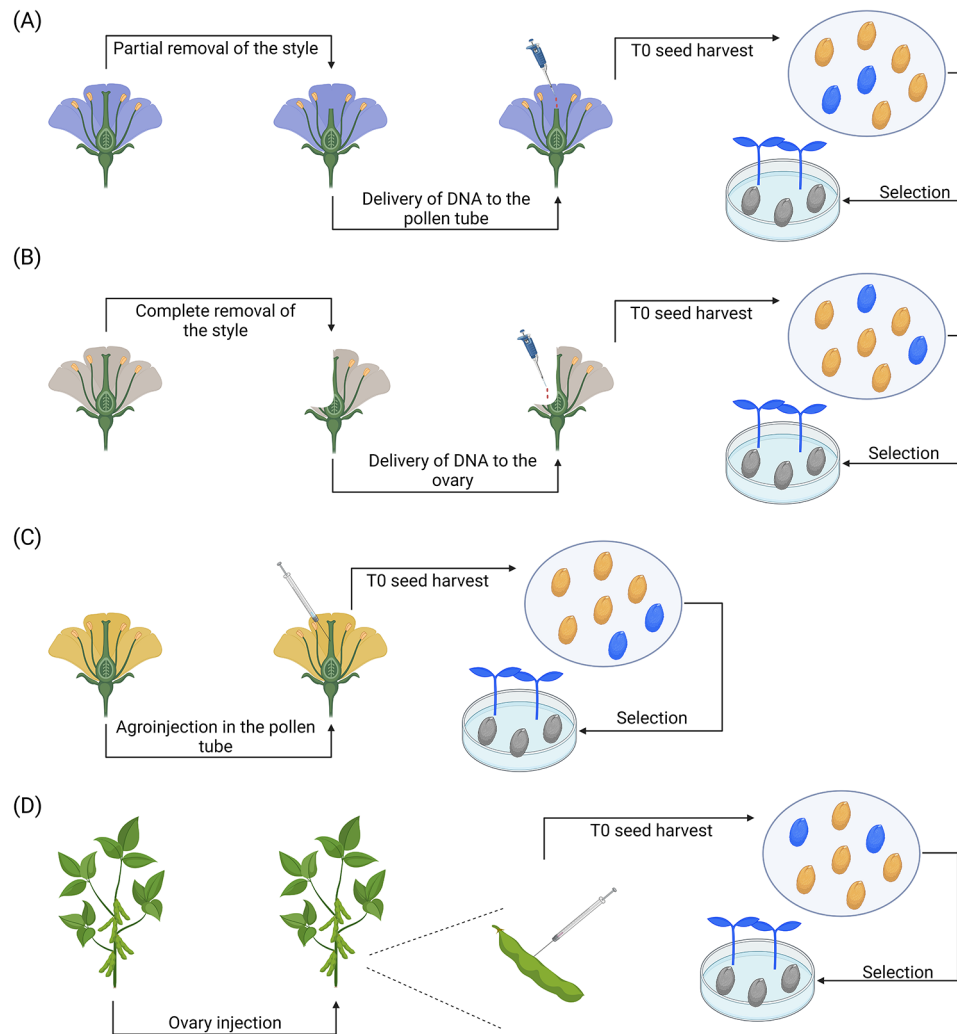 (A)
Partial removal of the style
T0 seed harvest
Selection
Delivery of DNA to the
pollen tube
(B)
Complete removal of
the style
T0 seed harvest
Selection
Delivery of DNA to the
ovary
(C)
T0 seed harvest
Agroinjection in the pollen
tube
Selection
(D)
T0 seed harvest
Selection
Ovary injection